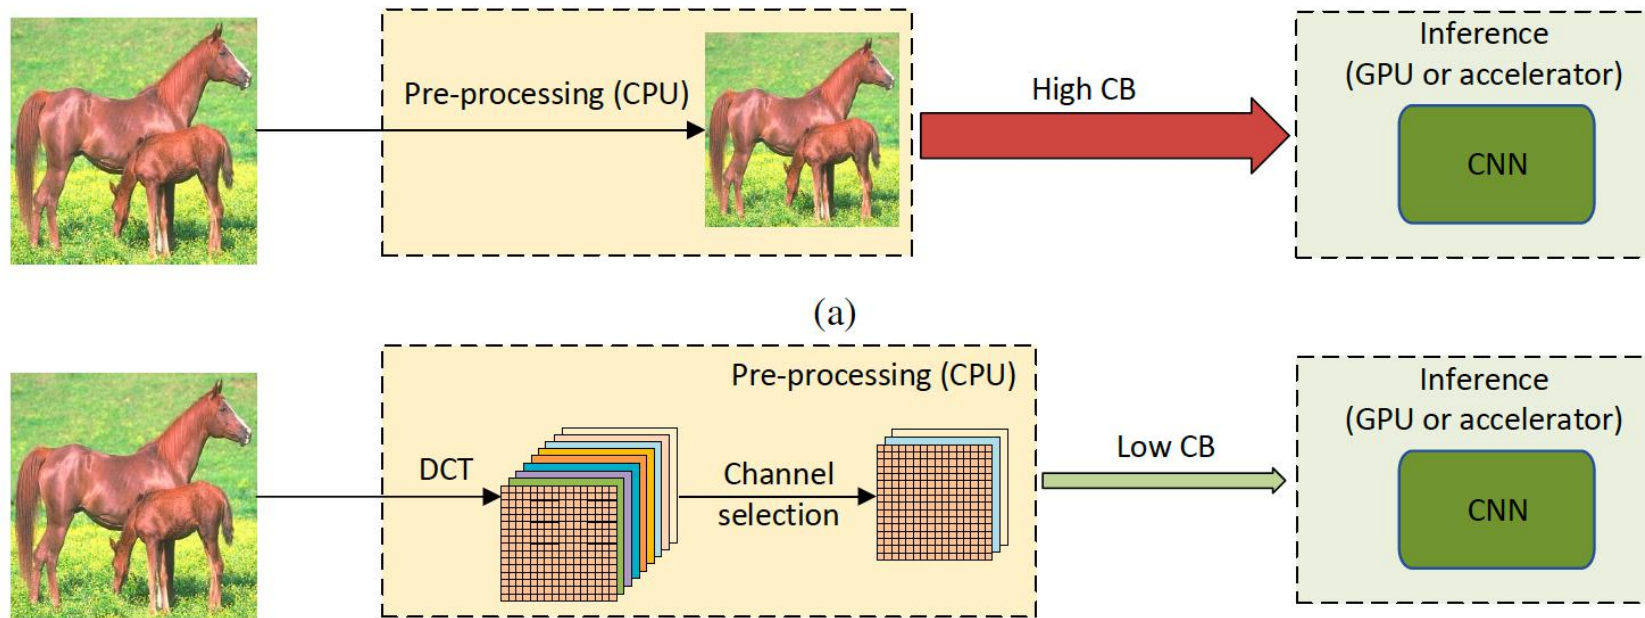 Pre-processing (CPU)
High CB
Inference
(GPU or accelerator)
CNN
(a)
Pre-processing (CPU)
DCT
Channel
selection
Low CB
Inference
(GPU or accelerator)
CNN